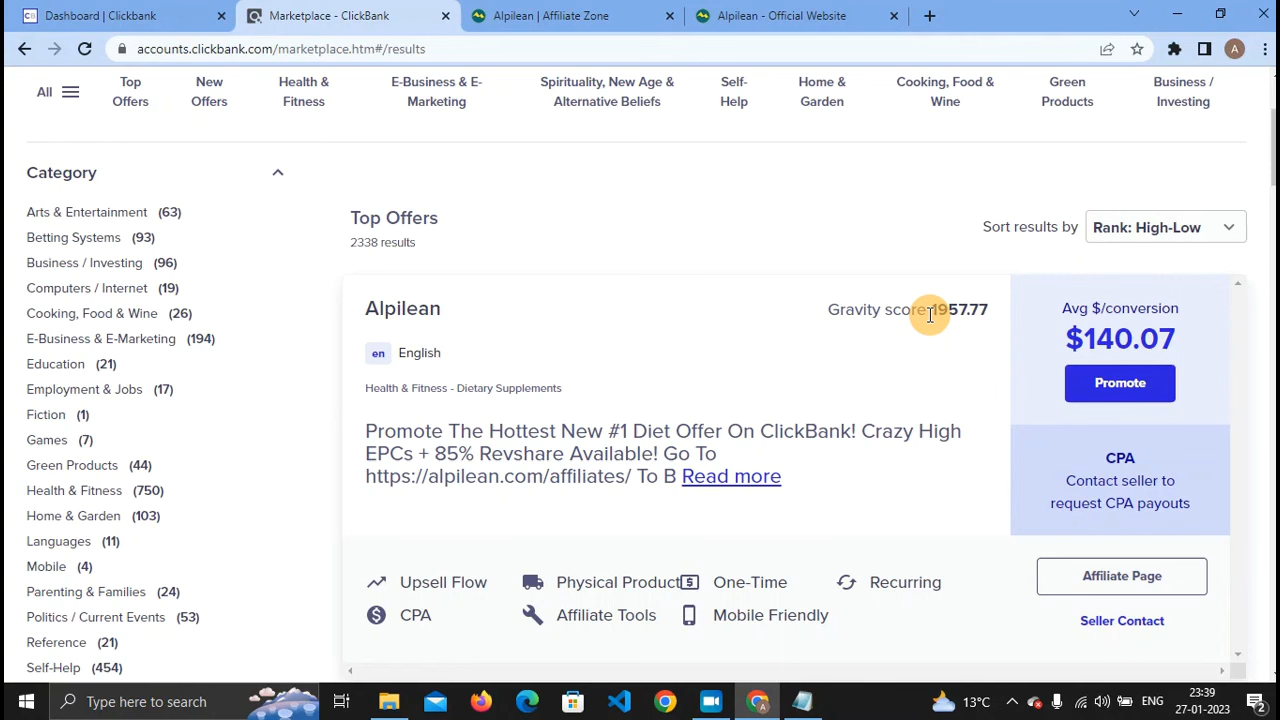 Dashboard | Clickbank
Marketplace - ClickBank
Alpilean | Affiliate Zone
Alpilean - Official Website
accounts.clickbank.com/marketplace.htm#/results
A
All
Top Offers
New Offers
Health & Fitness
E-Business & E-Marketing
Spirituality, New Age & Alternative Beliefs
Self-Help
Home & Garden
Cooking, Food & Wine
Green Products
Business / Investing
Category
Arts & Entertainment (63)
Betting Systems (93)
Business / Investing (96)
Computers / Internet (19)
Cooking, Food & Wine (26)
E-Business & E-Marketing (194)
Education (21)
Employment & Jobs (17)
Fiction (1)
Games (7)
Green Products (44)
Health & Fitness (750)
Home & Garden (103)
Languages (11)
Mobile (4)
Parenting & Families (24)
Politics / Current Events (53)
Reference (21)
Self-Help (454)
Top Offers
2338 results
Sort results by Rank: High-Low
Alpilean
Gravity score 1957.77
en English
Health & Fitness - Dietary Supplements
Promote The Hottest New #1 Diet Offer On ClickBank! Crazy High
EPCs + 85% Revshare Available! Go To
https://alpilean.com/affiliates/ To B Read more
Avg $/conversion
$140.07
Promote
CPA
Contact seller to
request CPA payouts
Upsell Flow
Physical Product
One-Time
Recurring
CPA
Affiliate Tools
Mobile Friendly
Affiliate Page
Seller Contact
Type here to search
13°C
ENG
23:39
27-01-2023
2